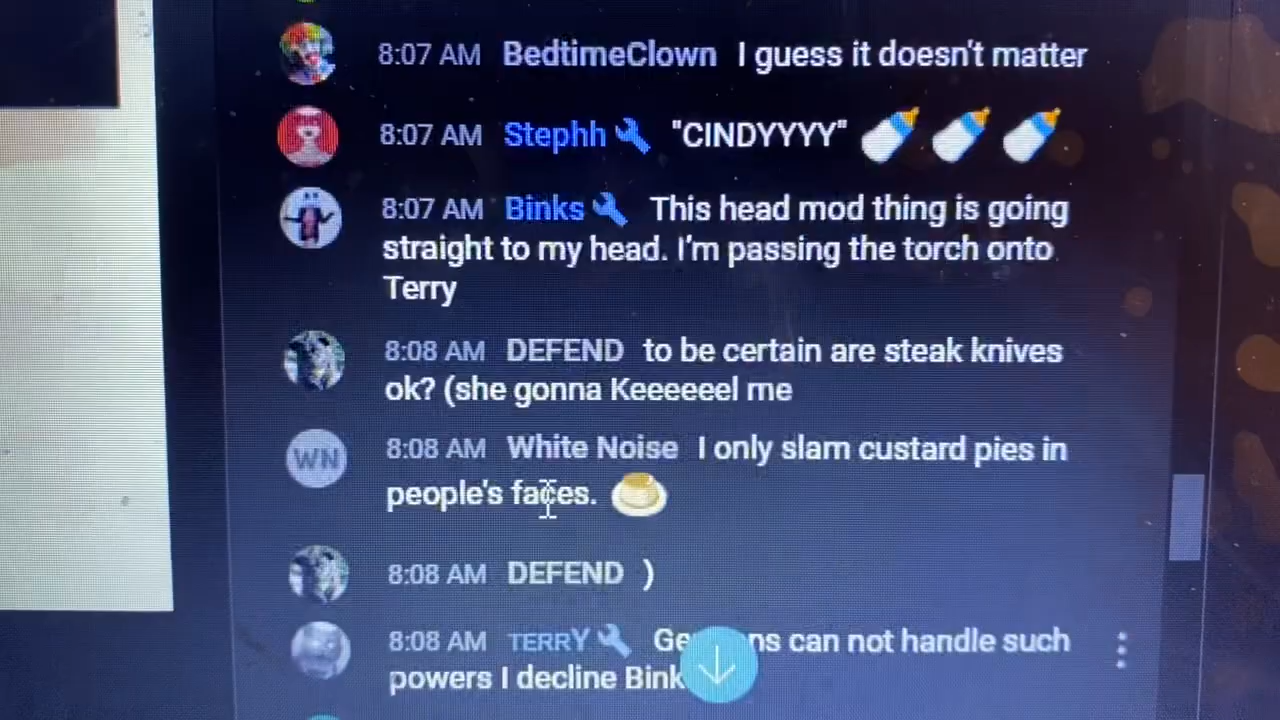 8:07 AM BedtimeClown I guess it doesn't matter
8:07 AM Stephh "CINDYYYY" 🍼 🍼 🍼
8:07 AM Binks This head mod thing is going
straight to my head. I'm passing the torch onto
Terry
8:08 AM DEFEND to be certain are steak knives
ok? (she gonna Keeeeeel me
WN
8:08 AM White Noise I only slam custard pies in
people's faces. 🍮
8:08 AM DEFEND )
8:08 AM TERRY can not handle such
powers I decline Bink